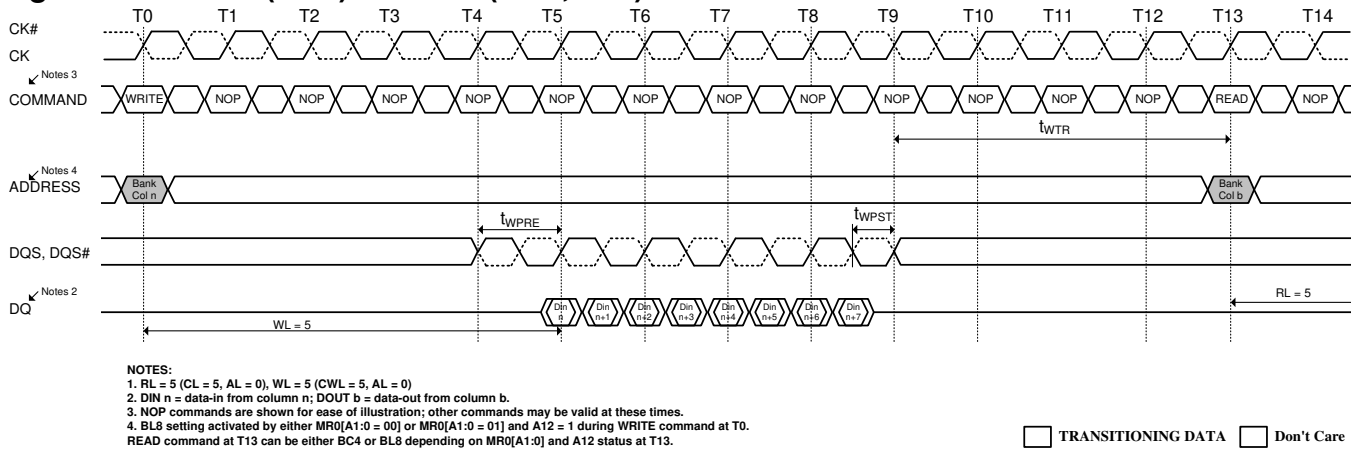 T0 T1 T2 T3 T4 T5 T6 T7 T8 T9 T10 T11 T12 T13 T14
CK#
CK
Notes 3
COMMAND WRITE NOP NOP NOP NOP NOP NOP NOP NOP NOP NOP NOP NOP READ NOP
tWTR
Notes 4
ADDRESS Bank Col n Bank Col b
tWPRE tWPST
DQS, DQS#
Notes 2
DQ Din n Din n+1 Din n+2 Din n+3 Din n+4 Din n+5 Din n+6 Din n+7
RL = 5
WL = 5
NOTES:
1. RL = 5 (CL = 5, AL = 0), WL = 5 (CWL = 5, AL = 0)
2. DIN n = data-in from column n; DOUT b = data-out from column b.
3. NOP commands are shown for ease of illustration; other commands may be valid at these times.
4. BL8 setting activated by either MR0[A1:0 = 00] or MR0[A1:0 = 01] and A12 = 1 during WRITE command at T0.
READ command at T13 can be either BC4 or BL8 depending on MR0[A1:0] and A12 status at T13.
TRANSITIONING DATA Don't Care